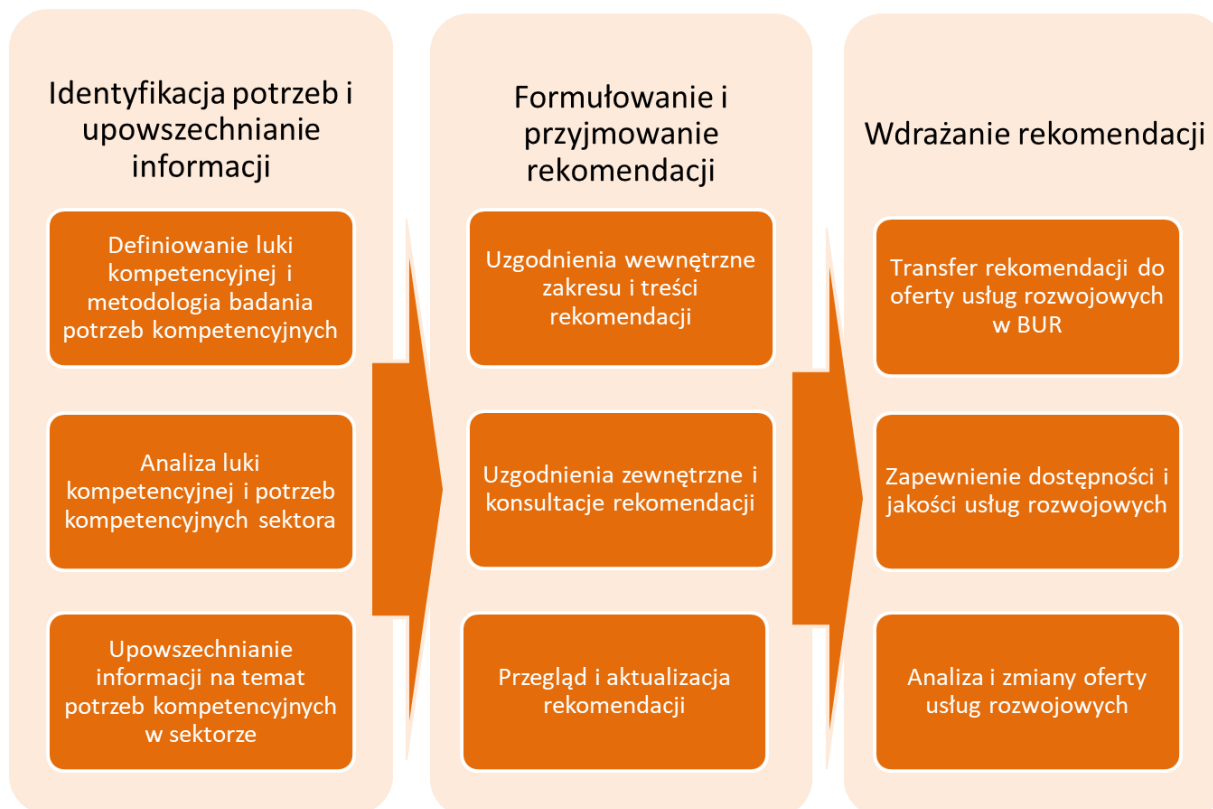 Identyfikacja potrzeb i
upowszechnianie
informacji
Definiowanie luki
kompetencyjnej i
metodologia badania
potrzeb kompetencyjnych
Analiza luki
kompetencyjnej i potrzeb
kompetencyjnych sektora
Upowszechnianie
informacji na temat
potrzeb kompetencyjnych
w sektorze
Formułowanie i
przyjmowanie
rekomendacji
Uzgodnienia wewnętrzne
zakresu i treści
rekomendacji
Uzgodnienia zewnętrzne i
konsultacje rekomendacji
Przegląd i aktualizacja
rekomendacji
Wdrażanie rekomendacji
Transfer rekomendacji do
oferty usług rozwojowych
w BUR
Zapewnienie dostępności i
jakości usług rozwojowych
Analiza i zmiany oferty
usług rozwojowych